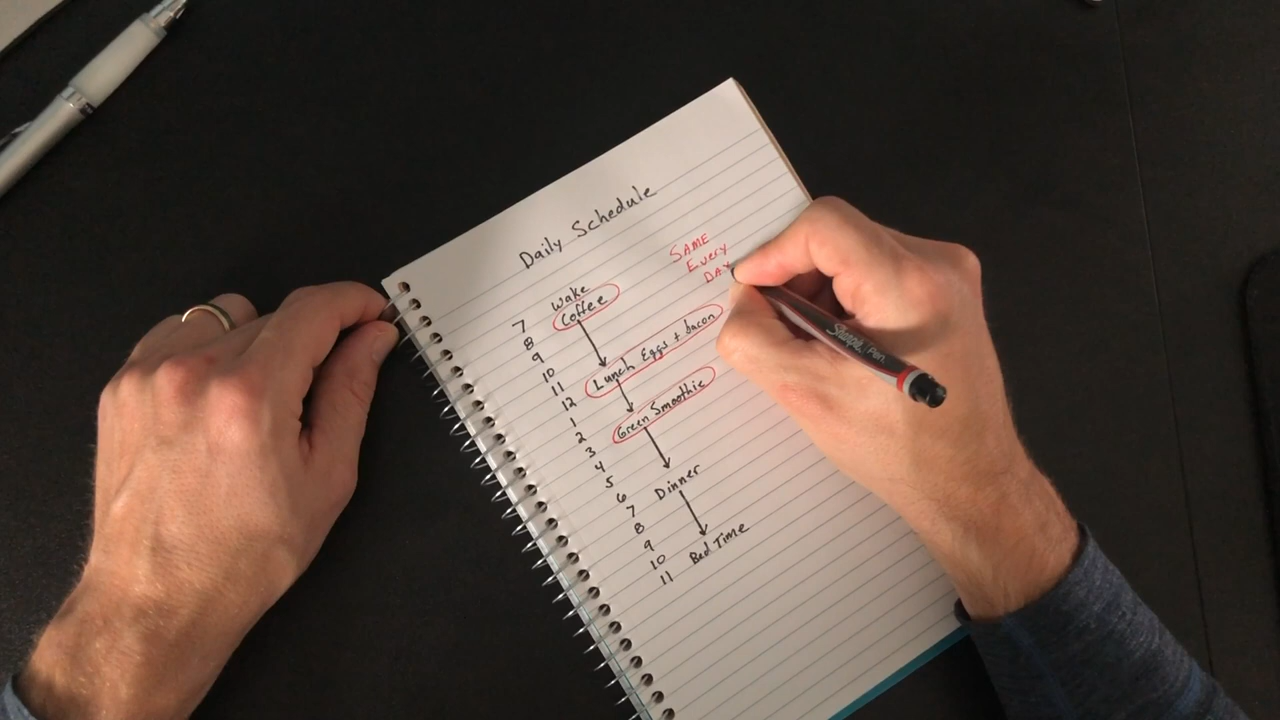 Daily Schedule
SAME
Every
DAY
Wake
7 Coffee
8
9
10
11 Lunch Eggs + bacon
12
1
2 Green Smoothie
3
4
5
6 Dinner
7
8
9
10 Bed Time
11
Sharpie Pen